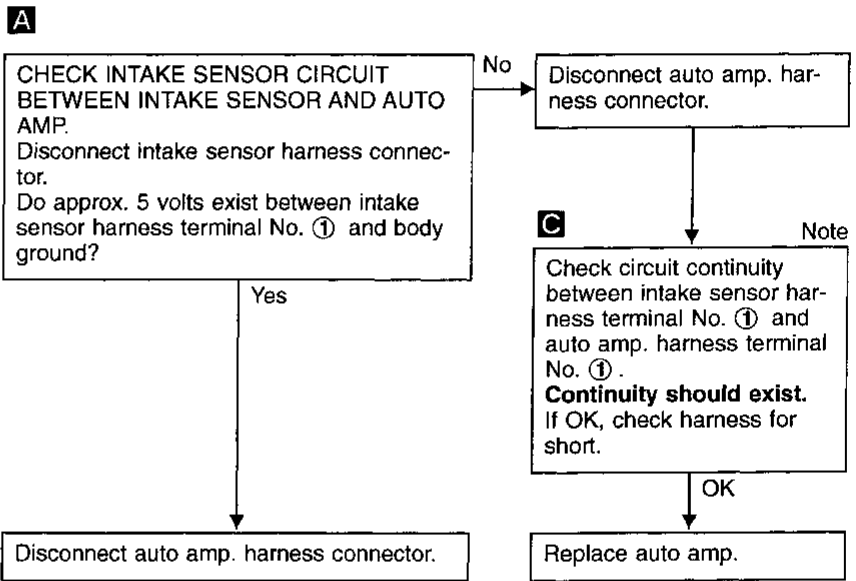 A
CHECK INTAKE SENSOR CIRCUIT
BETWEEN INTAKE SENSOR AND AUTO
AMP.
Disconnect intake sensor harness connec-
tor.
Do approx. 5 volts exist between intake
sensor harness terminal No. ① and body
ground?
No
Disconnect auto amp. har-
ness connector.
Yes
C
Note
Check circuit continuity
between intake sensor har-
ness terminal No. ① and
auto amp. harness terminal
No. ① .
Continuity should exist.
If OK, check harness for
short.
OK
Disconnect auto amp. harness connector.
Replace auto amp.